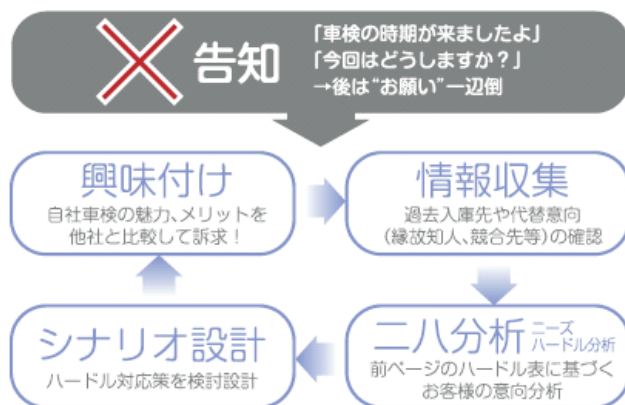 告知
「車検の時期が来ましたよ」
「今回はどうしますか？」
→後は“お願い”一辺倒
興味付け
自社車検の魅力、メリットを
他社と比較して訴求！
情報収集
過去入庫先や代替意向
(縁故知人、競合先等)の確認
シナリオ設計
ハードル対応策を検討設計
二八分析 ニーズ
ハードル分析
前ページのハードル表に基づく
お客様の意向分析